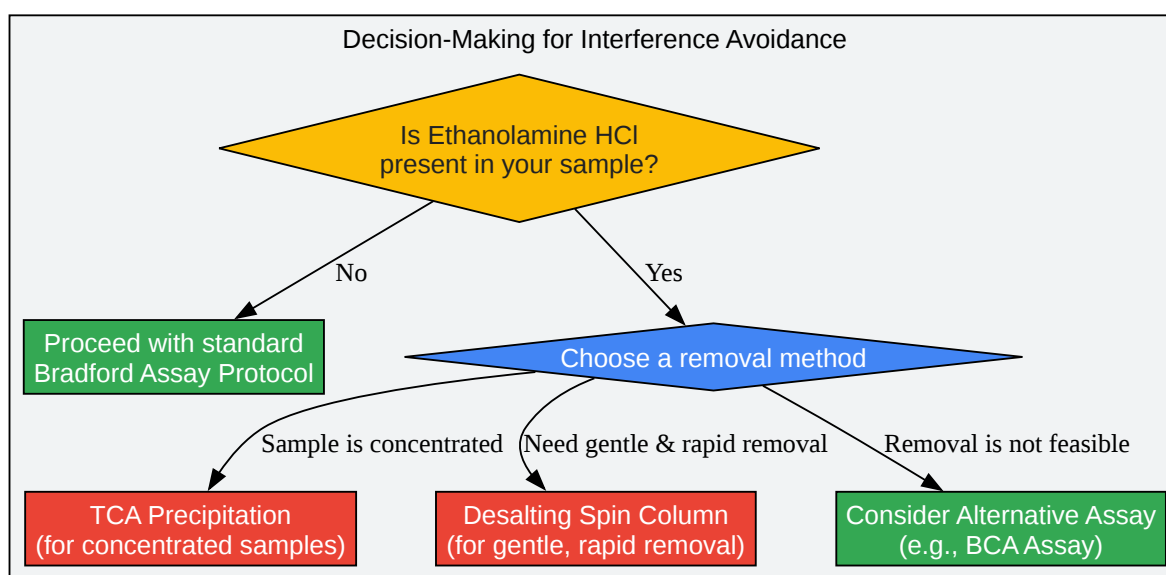 Decision-Making for Interference Avoidance
Is Ethanolamine HCl
present in your sample?
No
Yes
Proceed with standard
Bradford Assay Protocol
Choose a removal method
Sample is concentrated
Need gentle & rapid removal
Removal is not feasible
TCA Precipitation
(for concentrated samples)
Desalting Spin Column
(for gentle, rapid removal)
Consider Alternative Assay
(e.g., BCA Assay)